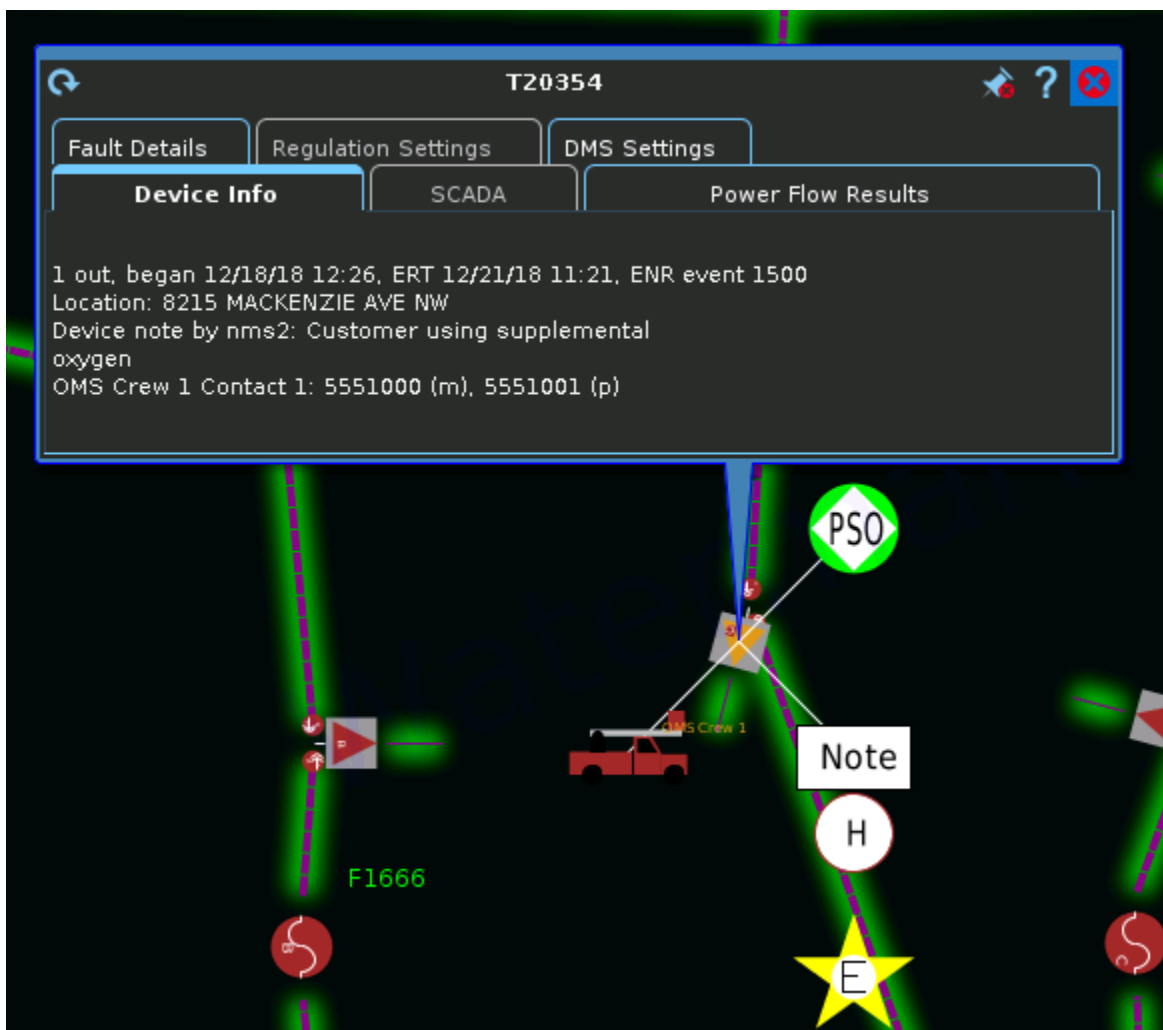 T20354
?
Fault Details
Regulation Settings
DMS Settings
Device Info
SCADA
Power Flow Results
1 out, began 12/18/18 12:26, ERT 12/21/18 11:21, ENR event 1500
Location: 8215 MACKENZIE AVE NW
Device note by nms2: Customer using supplemental
oxygen
OMS Crew 1 Contact 1: 5551000 (m), 5551001 (p)
PSO
OMS Crew 1
Note
H
F1666
E